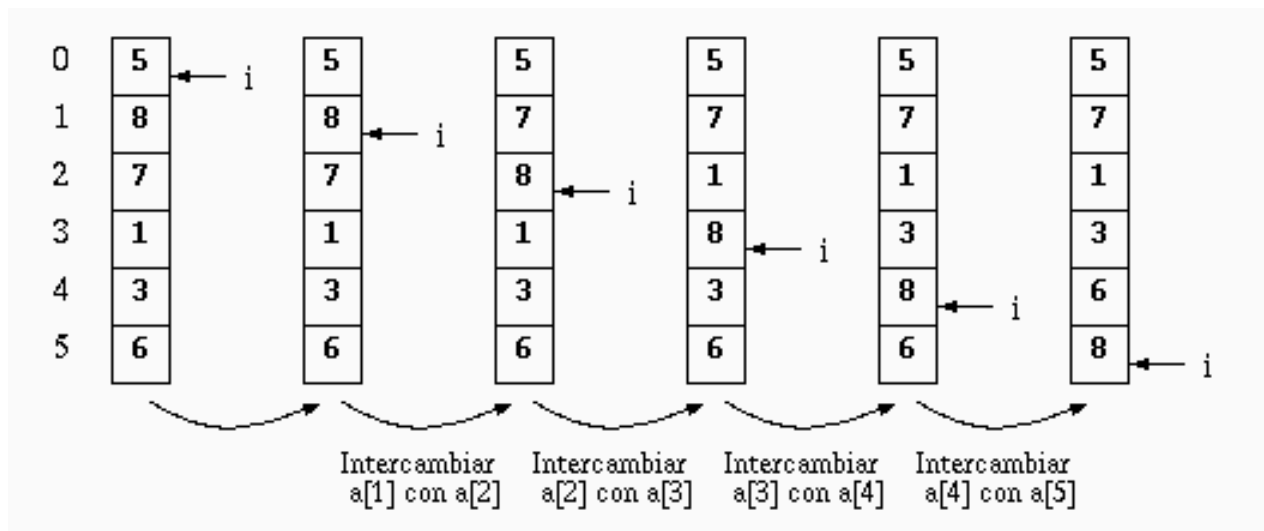 0 5 5 5 5 5 5
i
1 8 8 7 7 7 7
i
2 7 7 8 1 1 1
i
3 1 1 1 8 3 3
i
4 3 3 3 3 8 6
i
5 6 6 6 6 6 8
i
Intercambiar Intercambiar Intercambiar Intercambiar
a[1] con a[2] a[2] con a[3] a[3] con a[4] a[4] con a[5]